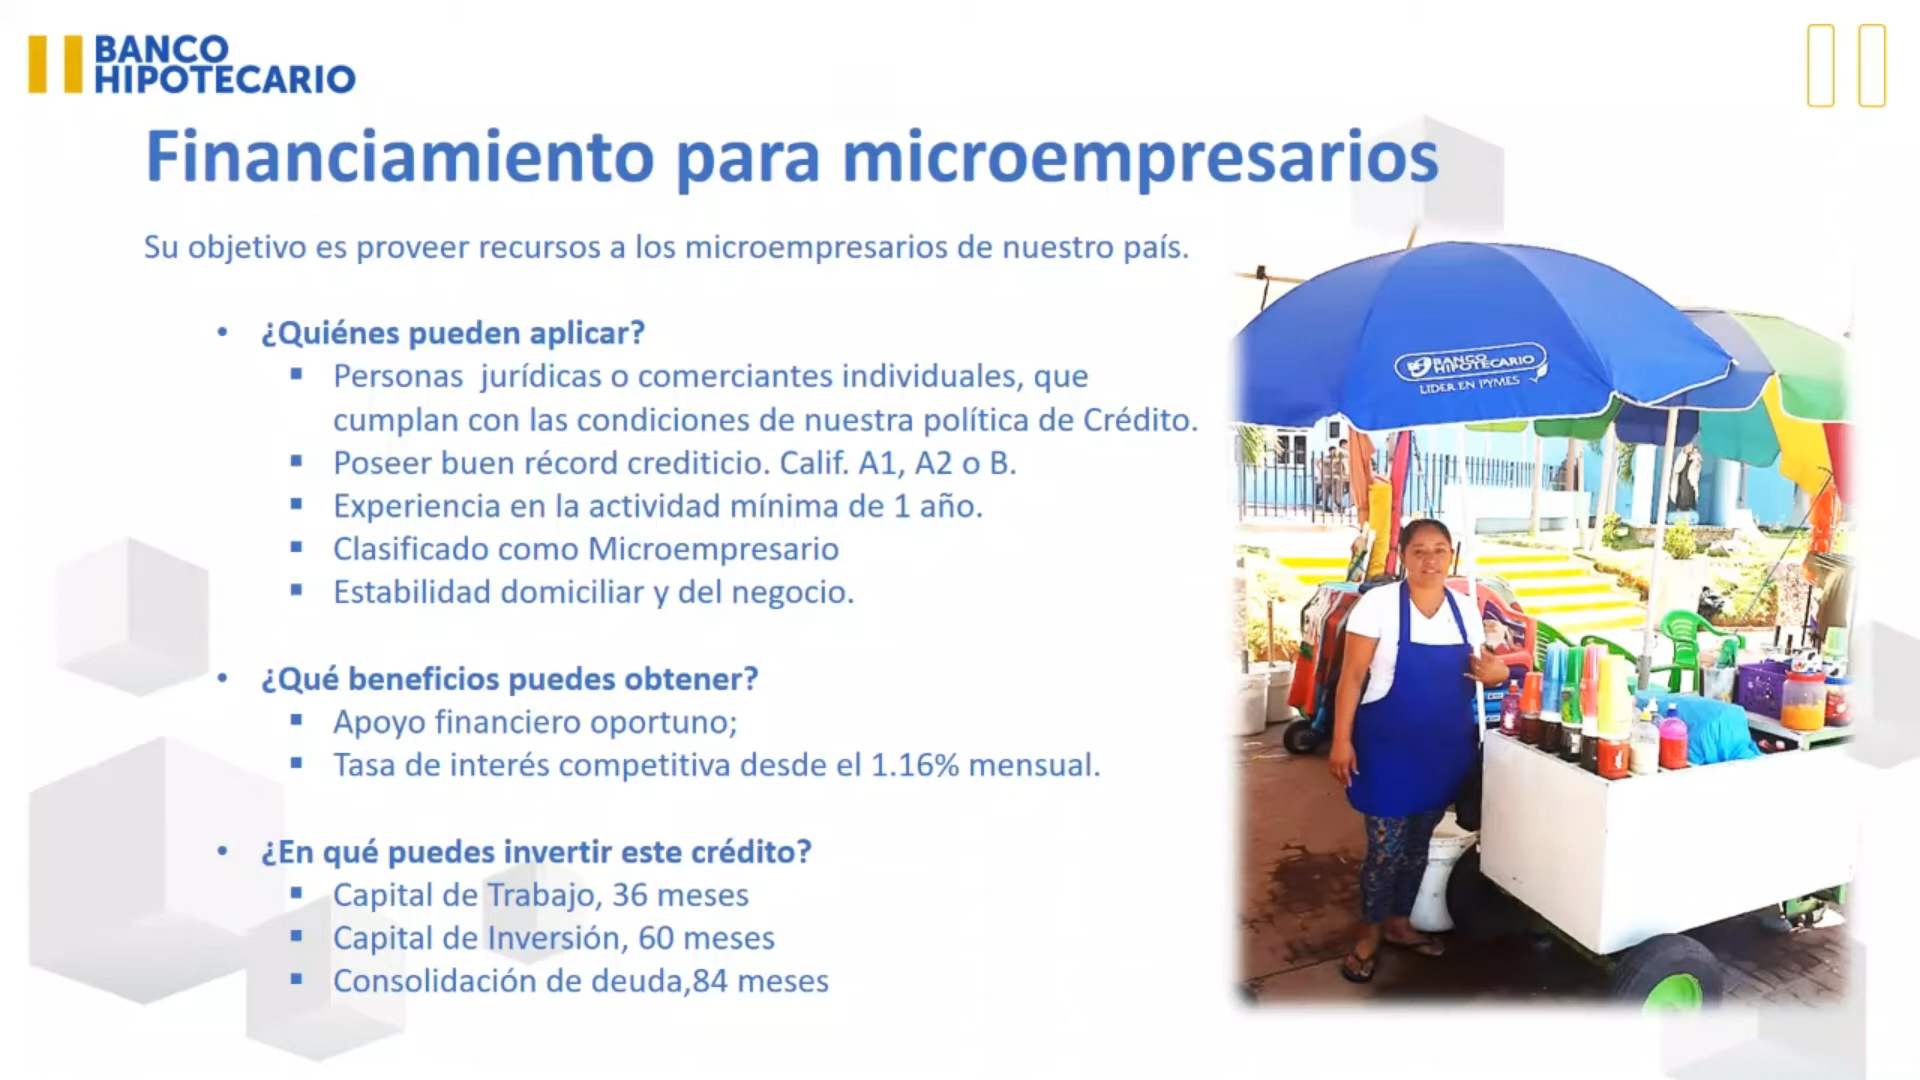 BANCO
HIPOTECARIO
Financiamiento para microempresarios
Su objetivo es proveer recursos a los microempresarios de nuestro país.
• ¿Quiénes pueden aplicar?
▪ Personas jurídicas o comerciantes individuales, que
cumplan con las condiciones de nuestra política de Crédito.
▪ Poseer buen récord crediticio. Calif. A1, A2 o B.
▪ Experiencia en la actividad mínima de 1 año.
▪ Clasificado como Microempresario
▪ Estabilidad domiciliar y del negocio.
• ¿Qué beneficios puedes obtener?
▪ Apoyo financiero oportuno;
▪ Tasa de interés competitiva desde el 1.16% mensual.
• ¿En qué puedes invertir este crédito?
▪ Capital de Trabajo, 36 meses
▪ Capital de Inversión, 60 meses
▪ Consolidación de deuda,84 meses
BANCO
HIPOTECARIO
LIDER EN PYMES